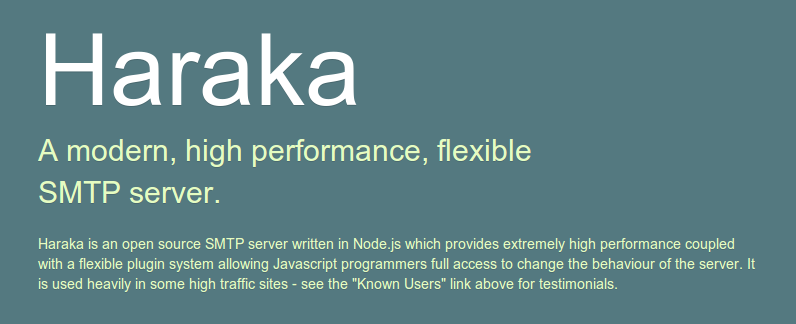 Haraka
A modern, high performance, flexible
SMTP server.
Haraka is an open source SMTP server written in Node.js which provides extremely high performance coupled
with a flexible plugin system allowing Javascript programmers full access to change the behaviour of the server. It
is used heavily in some high traffic sites - see the "Known Users" link above for testimonials.